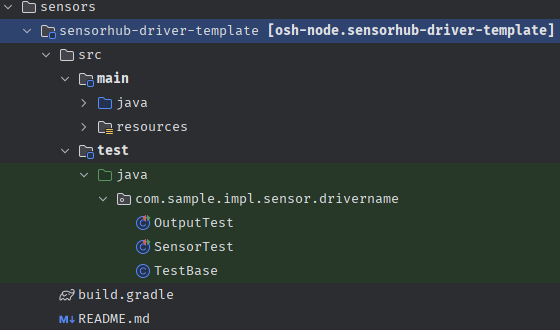 sensors
sensorhub-driver-template [osh-node.sensorhub-driver-template]
src
main
java
resources
test
java
com.sample.impl.sensor.drivername
OutputTest
SensorTest
TestBase
build.gradle
README.md